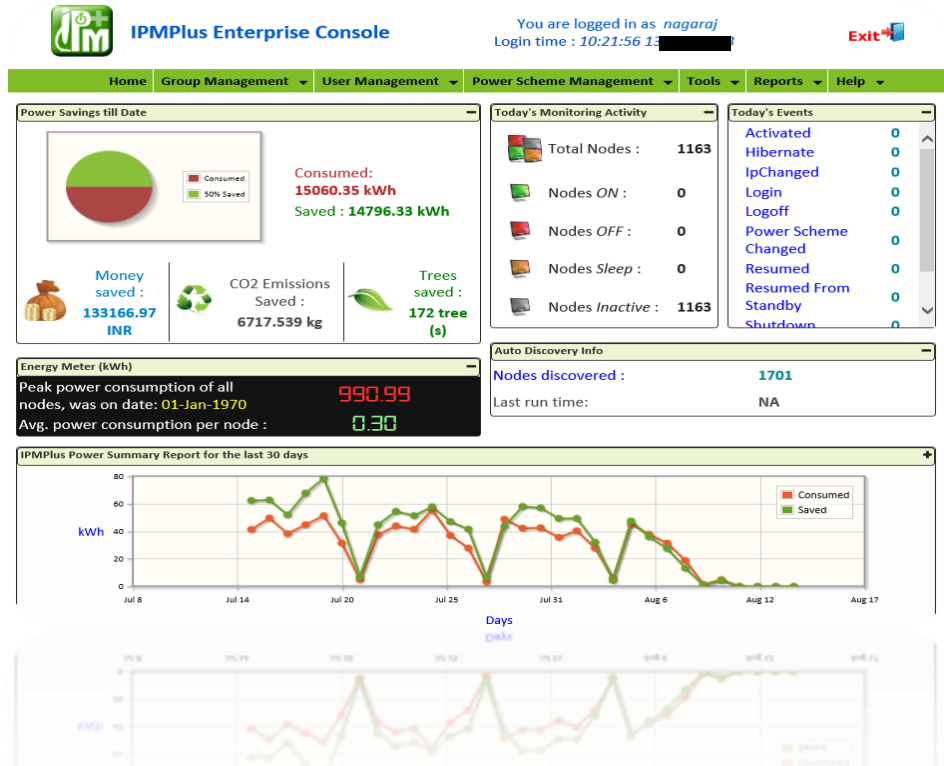 iPM+
IPMPlus Enterprise Console
You are logged in as nagaraj
Login time : 10:21:56 13
Exit
Home Group Management User Management Power Scheme Management Tools Reports Help
Power Savings till Date
Consumed
50% Saved
Consumed:
15060.35 kWh
Saved : 14796.33 kWh
Money
saved :
133166.97
INR
CO2 Emissions
Saved :
6717.539 kg
Trees
saved :
172 tree
(s)
Today's Monitoring Activity
Total Nodes : 1163
Nodes ON : 0
Nodes OFF : 0
Nodes Sleep : 0
Nodes Inactive : 1163
Today's Events
Activated 0
Hibernate 0
IpChanged 0
Login 0
Logoff 0
Power Scheme
Changed 0
Resumed 0
Resumed From
Standby 0
Shutdown 0
Energy Meter (kWh)
Peak power consumption of all
nodes, was on date: 01-Jan-1970 990.99
Avg. power consumption per node : 0.30
Auto Discovery Info
Nodes discovered : 1701
Last run time: NA
IPMPlus Power Summary Report for the last 30 days
80
60
kWh
40
20
0
Consumed
Saved
Jul 8 Jul 14 Jul 20 Jul 25 Jul 31 Aug 6 Aug 12 Aug 17
Days